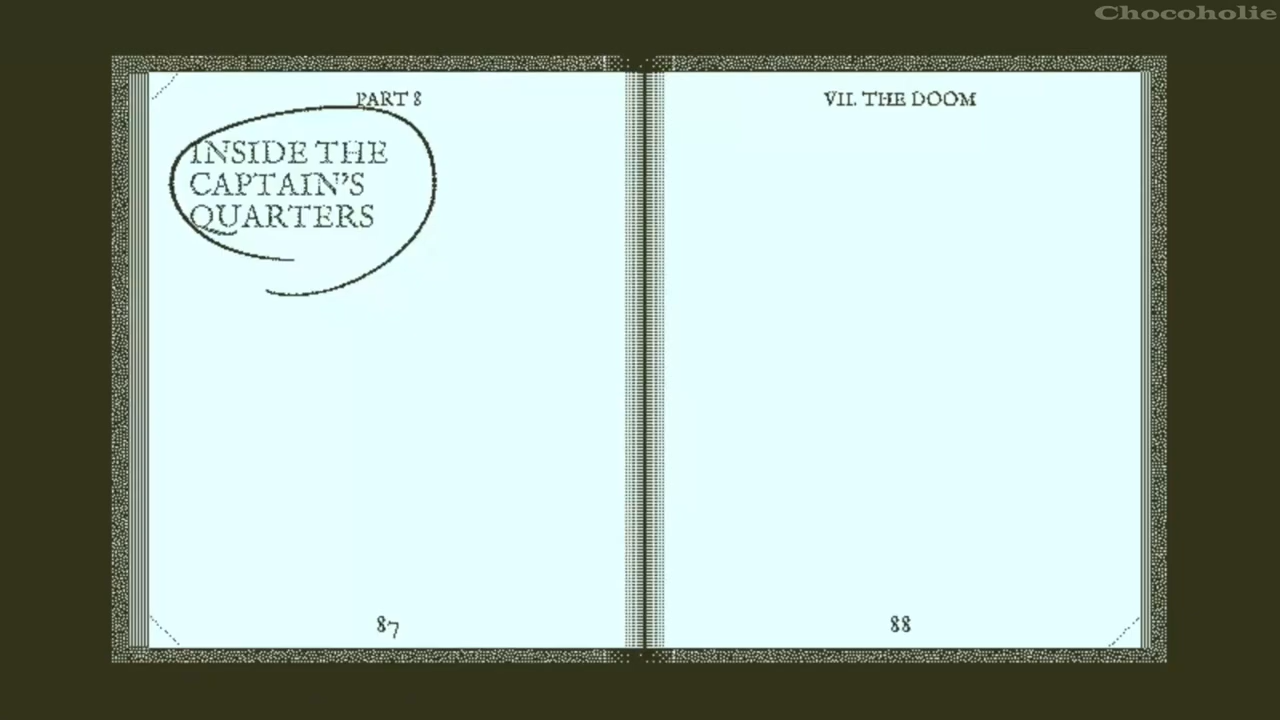 Chocoholie
PART 8
INSIDE THE
CAPTAIN'S
QUARTERS
87
VII. THE DOOM
88